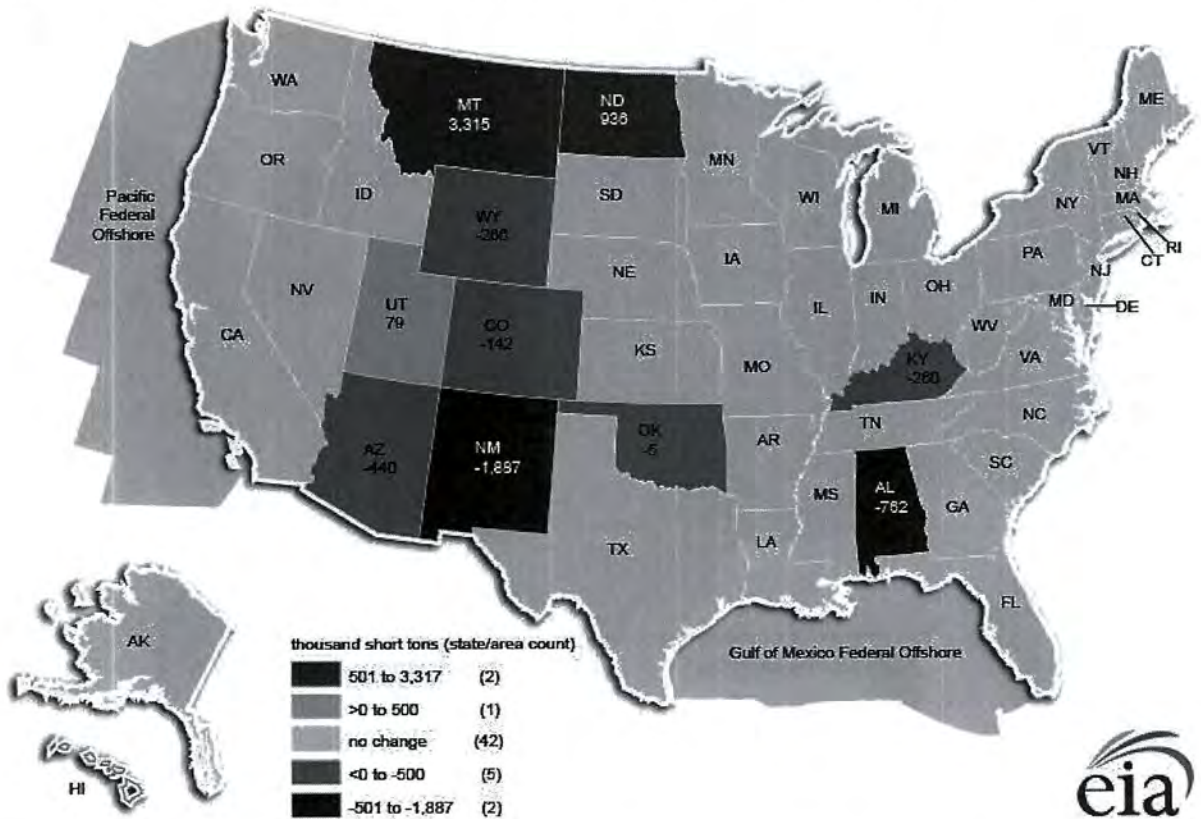 WA
MT
3,315
ND
936
ME
OR
ID
MN
VT
NH
Pacific
Federal
Offshore
WY
SD
WI
MI
NY
MA
RI
CT
NV
UT
79
CO
-142
NE
IA
IL
IN
OH
PA
NJ
MD
DE
CA
KS
MO
KY
-260
WV
VA
AZ
-440
NM
-1,887
OK
-5
AR
TN
NC
SC
TX
LA
MS
AL
-762
GA
FL
AK
HI
Gulf of Mexico Federal Offshore
thousand short tons (state/area count)
501 to 3,317 (2)
>0 to 500 (1)
no change (42)
<0 to -500 (5)
-501 to -1,887 (2)
eia